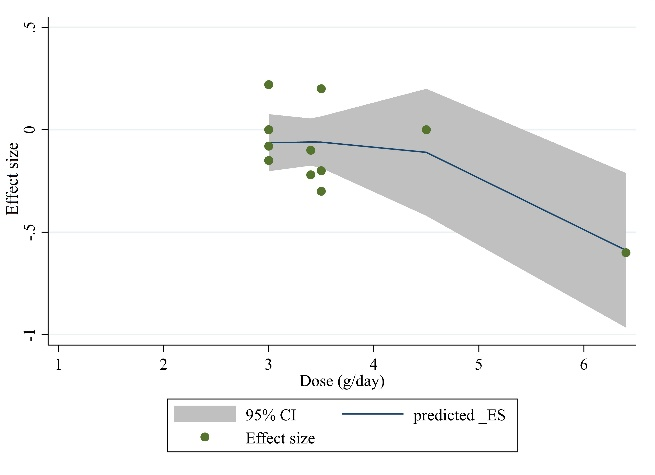 .5
0
-.5
-1
Effect size
1 2 3 4 5 6
Dose (g/day)
95% CI predicted _ES
Effect size